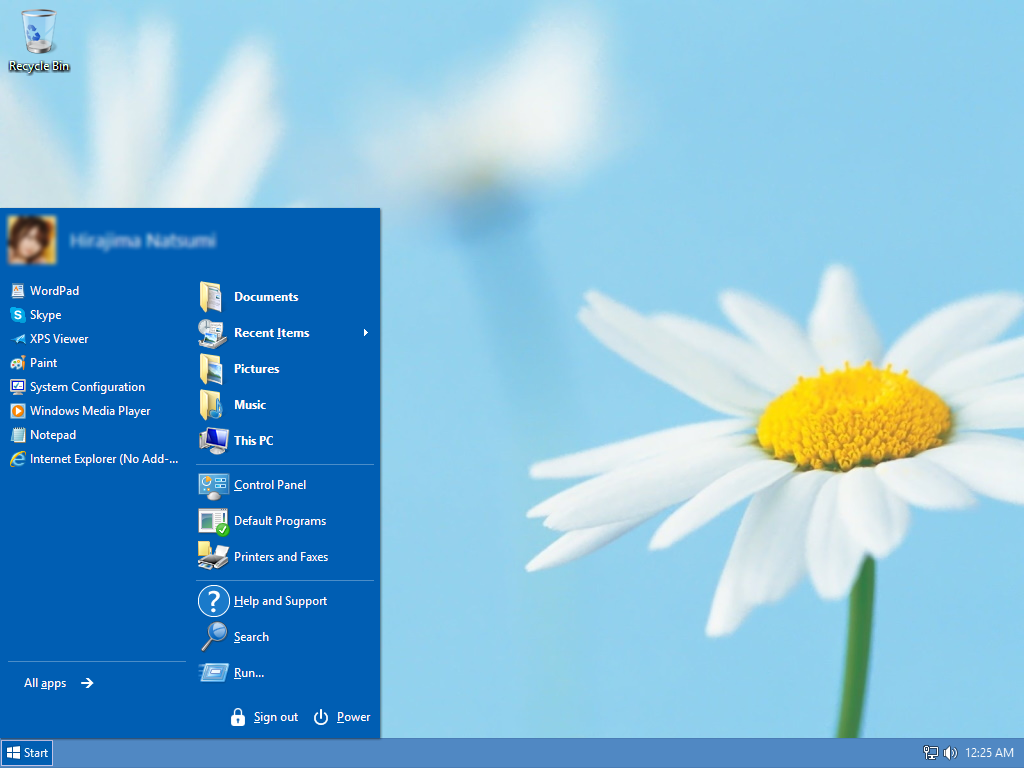 Recycle Bin
Hirajima Natsumi
WordPad
Skype
XPS Viewer
Paint
System Configuration
Windows Media Player
Notepad
Internet Explorer (No Add-...
All apps
Documents
Recent Items
Pictures
Music
This PC
Control Panel
Default Programs
Printers and Faxes
Help and Support
Search
Run...
Sign out
Power
Start
12:25 AM